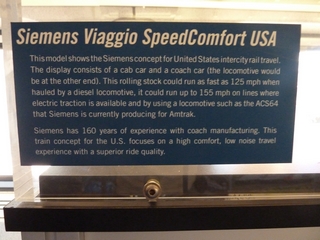 Siemens Viaggio SpeedComfort USA
This model shows the Siemens concept for United States intercity rail travel.
The display consists of a cab car and a coach car (the locomotive would
be at the other end). This rolling stock could run as fast as 125 mph when
hauled by a diesel locomotive, it could run up to 155 mph on lines where
electric traction is available and by using a locomotive such as the ACS64
that Siemens is currently producing for Amtrak.
Siemens has 160 years of experience with coach manufacturing. This
train concept for the U.S. focuses on a high comfort, low noise travel
experience with a superior ride quality.